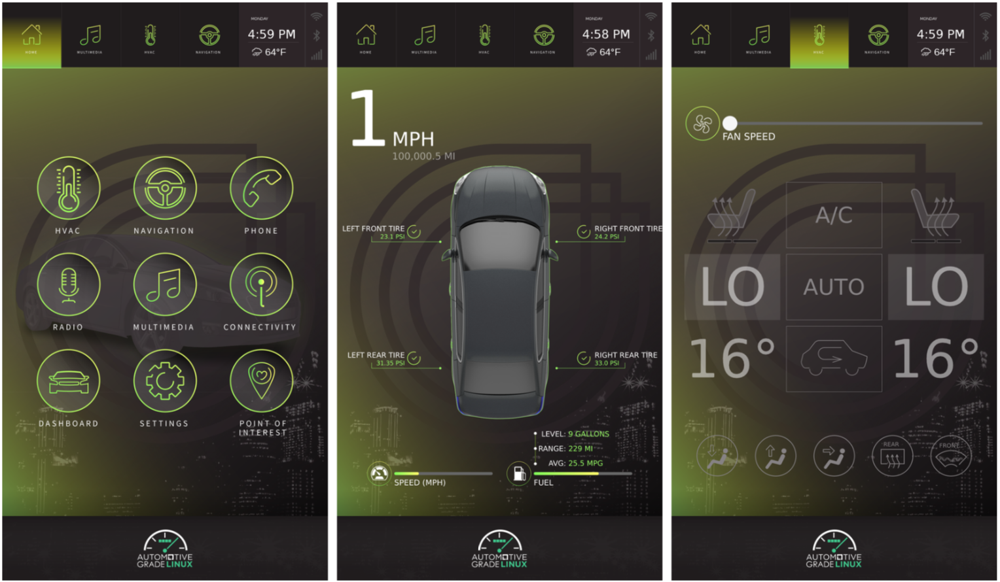 HOME
MULTIMEDIA
HVAC
NAVIGATION
MONDAY
4:59 PM
64°F
HVAC
NAVIGATION
PHONE
RADIO
MULTIMEDIA
CONNECTIVITY
DASHBOARD
SETTINGS
POINT OF
INTEREST
AUTOMOTIVE
GRADE LINUX
HOME
MULTIMEDIA
HVAC
NAVIGATION
MONDAY
4:58 PM
64°F
1 MPH
100,000.5 MI
LEFT FRONT TIRE
23.1 PSI
RIGHT FRONT TIRE
24.2 PSI
LEFT REAR TIRE
31.35 PSI
RIGHT REAR TIRE
33.0 PSI
LEVEL: 9 GALLONS
RANGE: 229 MI
AVG: 25.5 MPG
SPEED (MPH)
FUEL
AUTOMOTIVE
GRADE LINUX
HOME
MULTIMEDIA
HVAC
NAVIGATION
MONDAY
4:59 PM
64°F
FAN SPEED
A/C
LO
AUTO
LO
16°
16°
REAR
FRONT
AUTOMOTIVE
GRADE LINUX